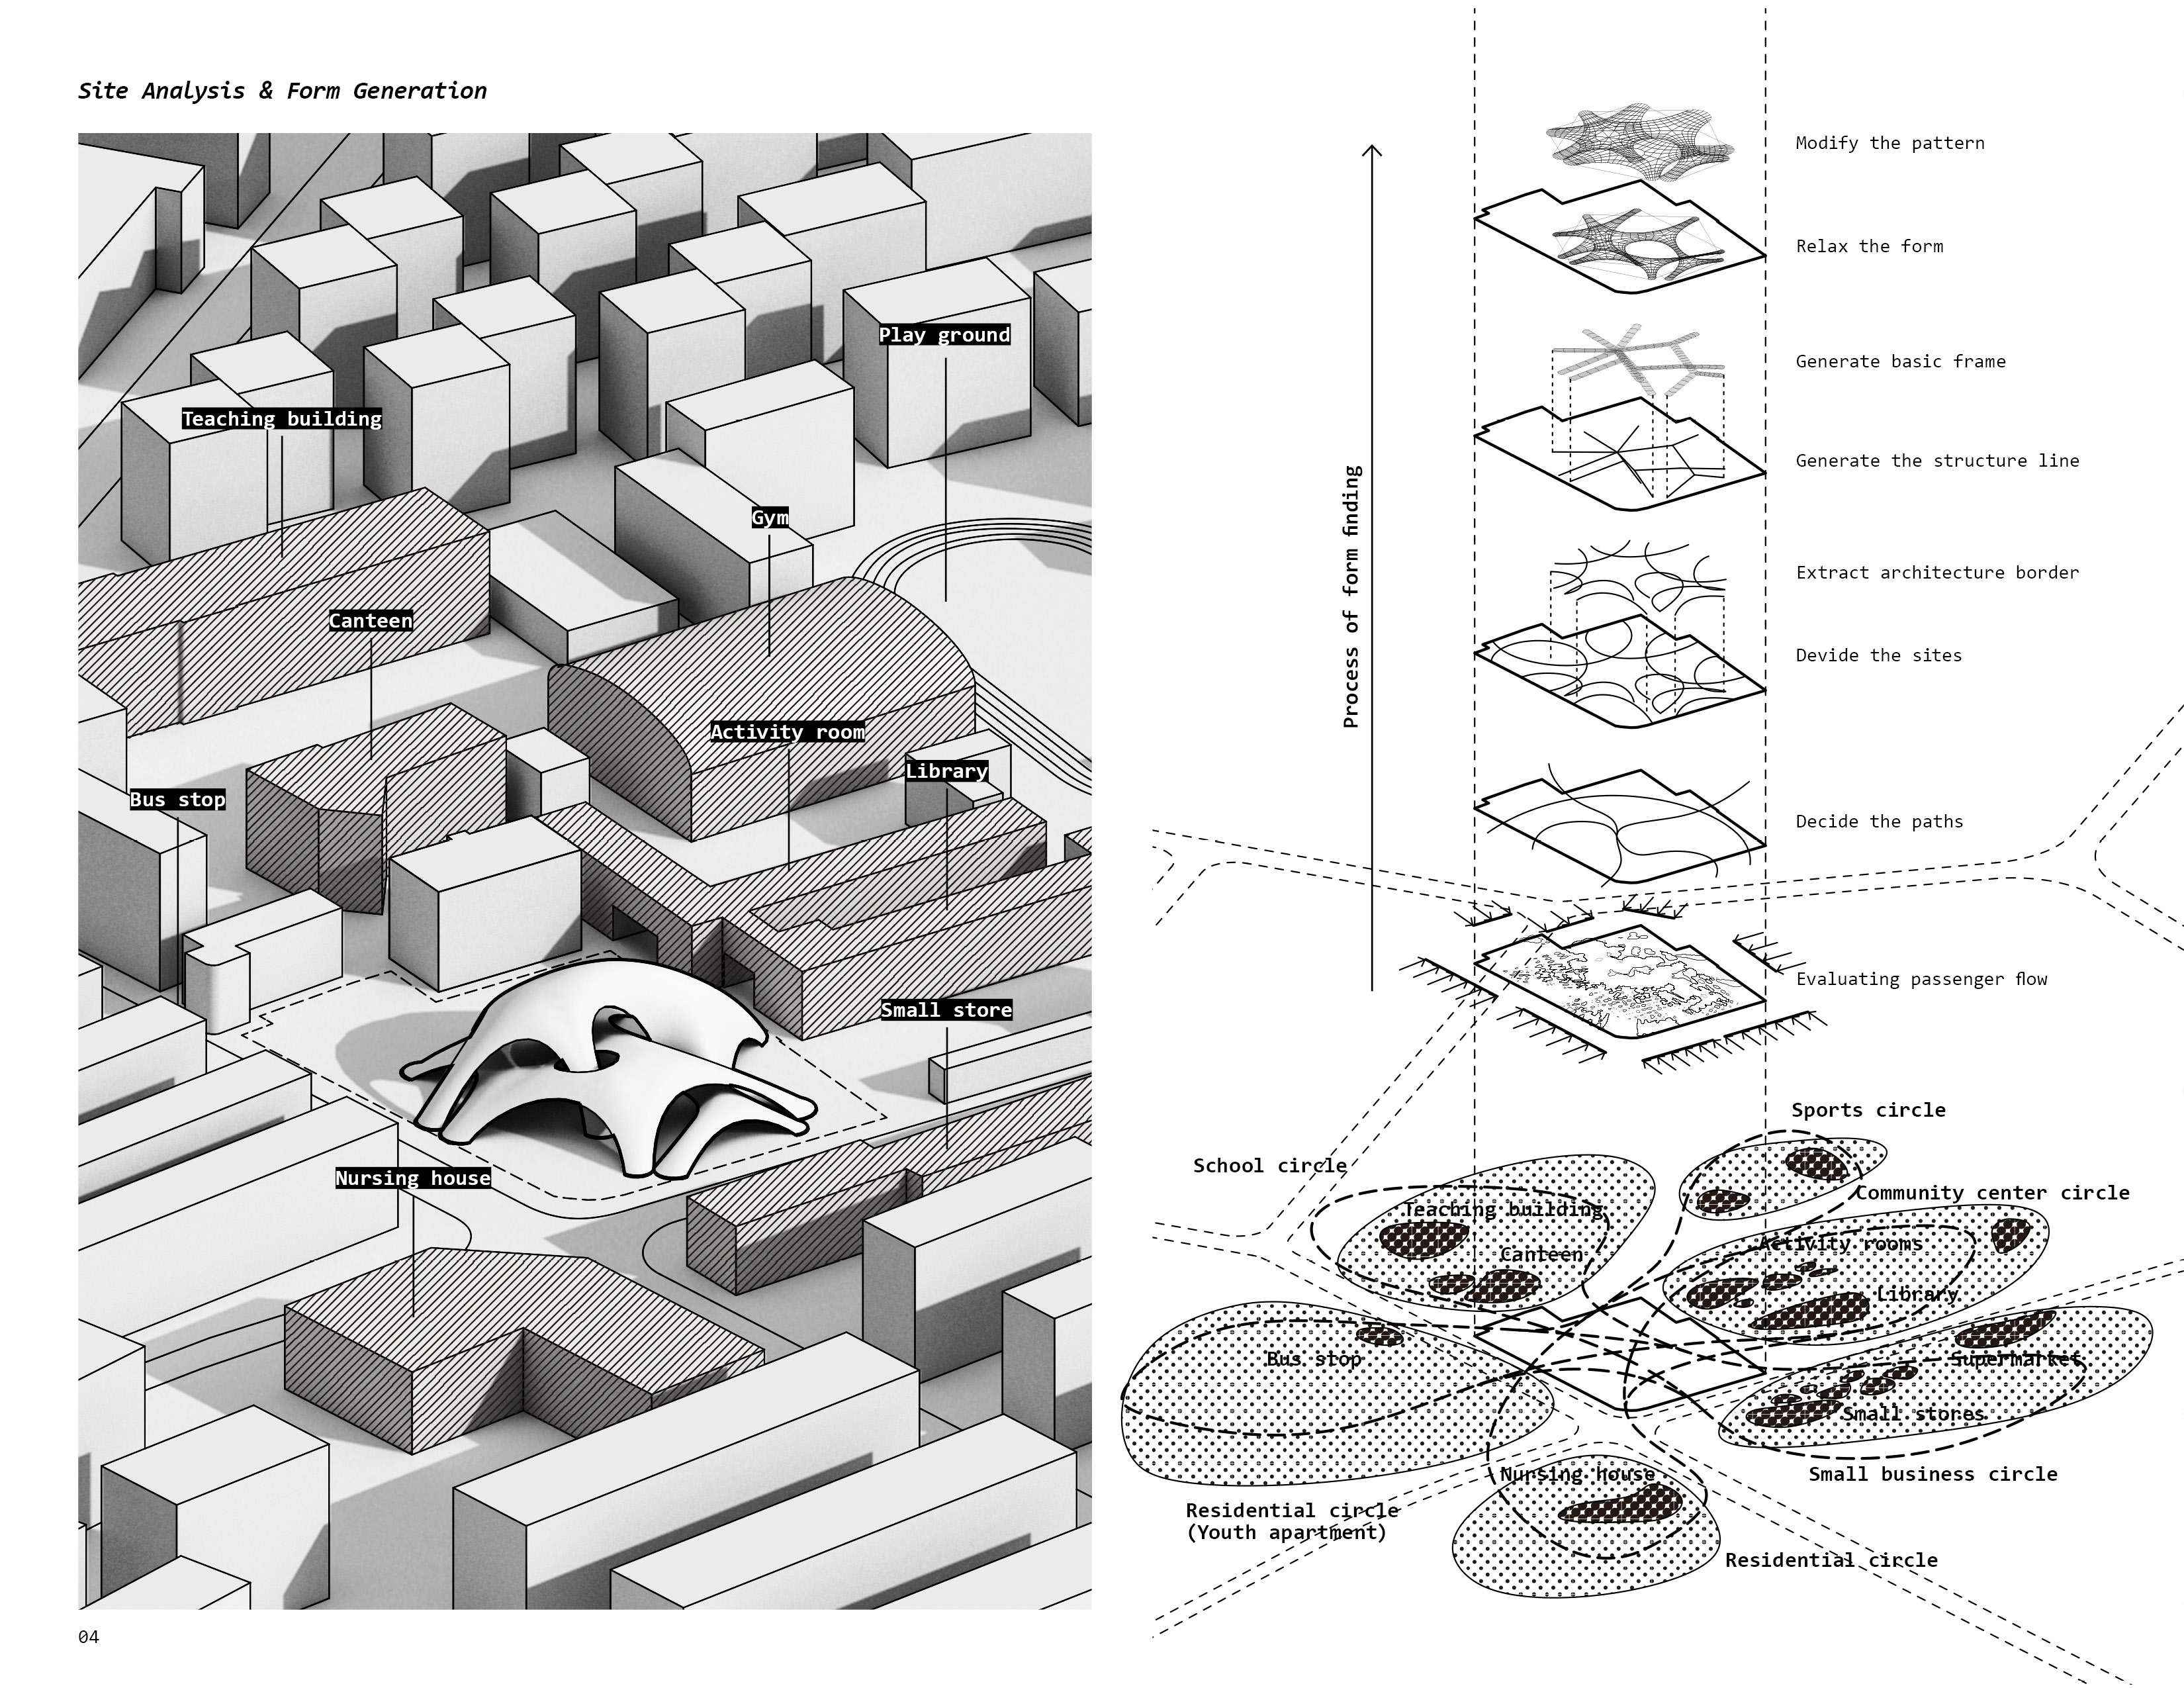 Site Analysis & Form Generation
Play ground
Teaching building
Gym
Canteen
Activity room
Library
Bus stop
Small store
Nursing house
04
Process of form finding
Modify the pattern
Relax the form
Generate basic frame
Generate the structure line
Extract architecture border
Devide the sites
Decide the paths
Evaluating passenger flow
Sports circle
School circle
Community center circle
Teaching building
Activity rooms
Canteen
Library
Bus stop
Supermarket
Small stores
Nursing house
Small business circle
Residential circle
(Youth apartment)
Residential circle